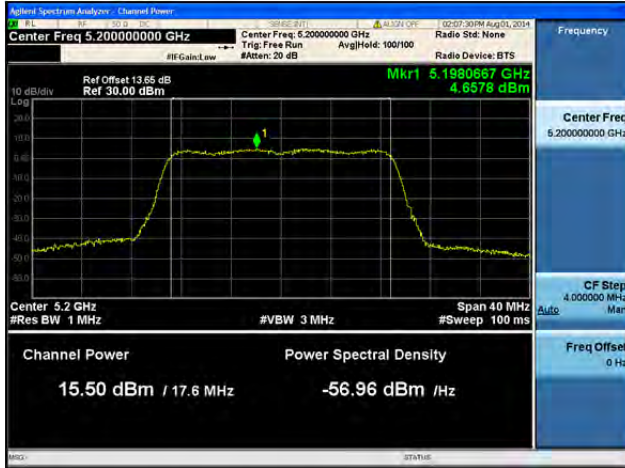 Agilent Spectrum Analyzer - Channel Power
RL RF 50 Ω DC SENSE:INT ALIGN OFF 02:07:30 PM Aug 01, 2014
Center Freq 5.200000000 GHz
Center Freq: 5.200000000 GHz Radio Std: None
Trig: Free Run Avg|Hold: 100/100
#IFGain:Low #Atten: 20 dB Radio Device: BTS
Mkr1 5.1980667 GHz
4.6578 dBm
Ref Offset 13.65 dB
10 dB/div Ref 30.00 dBm
Log
20.0
10.0
0.00
-10.0
-20.0
-30.0
-40.0
-50.0
-60.0
1
Center 5.2 GHz Span 40 MHz
#Res BW 1 MHz #VBW 3 MHz #Sweep 100 ms
Channel Power Power Spectral Density
15.50 dBm / 17.6 MHz -56.96 dBm /Hz
MSG STATUS
Frequency
Center Freq
5.200000000 GHz
CF Step
4.000000 MHz
Auto Man
Freq Offset
0 Hz